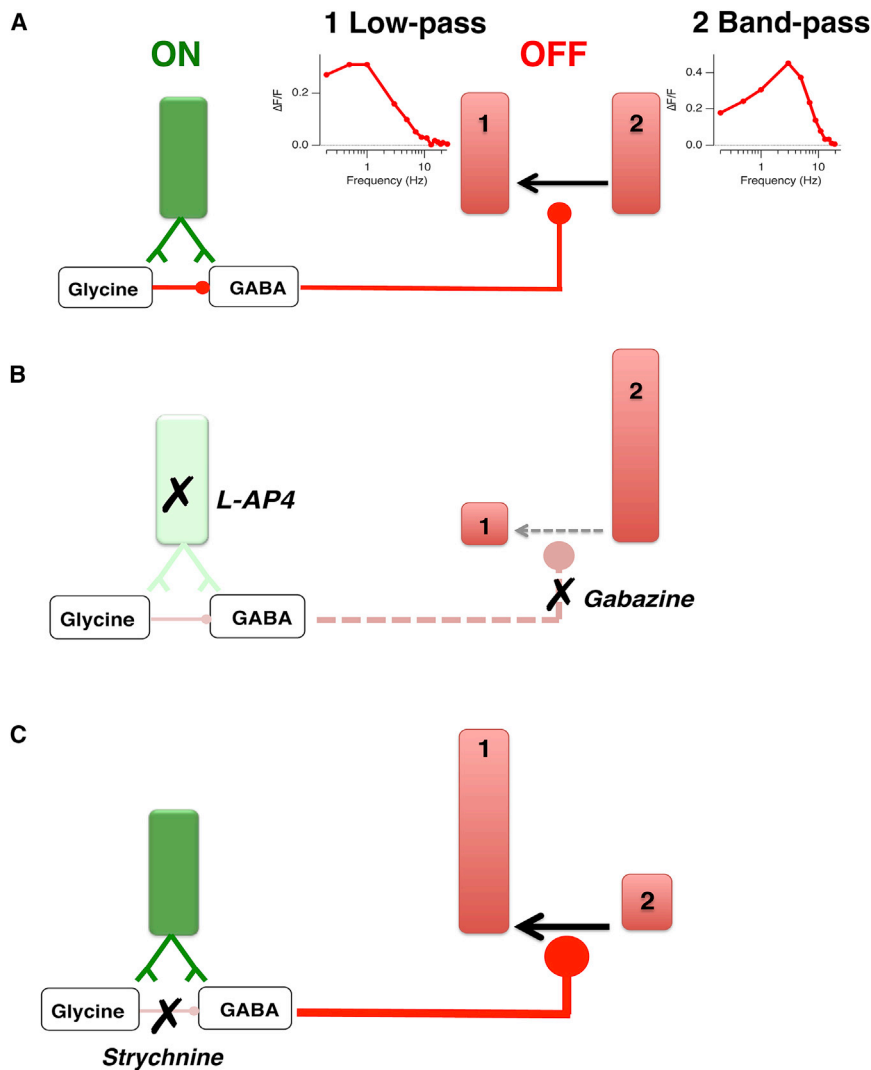 A
1 Low-pass
2 Band-pass
ON
OFF
ΔF/F
0.2
0.0
1
10
Frequency (Hz)
1
2
ΔF/F
0.4
0.2
0.0
1
10
Frequency (Hz)
Glycine
GABA
B
2
✗
L-AP4
1
✗
Gabazine
Glycine
GABA
C
1
2
Glycine
✗
GABA
Strychnine